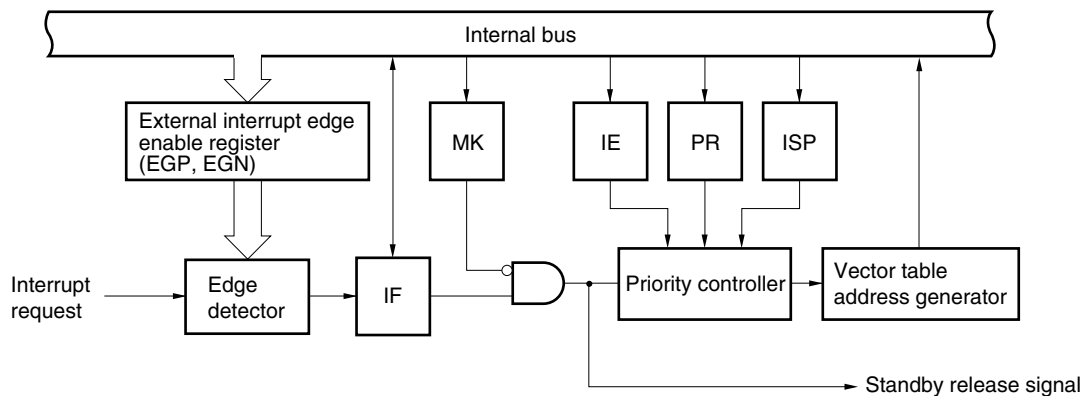 Internal bus
External interrupt edge
enable register
(EGP, EGN)
MK
IE
PR
ISP
Interrupt
request
Edge
detector
IF
Priority controller
Vector table
address generator
Standby release signal